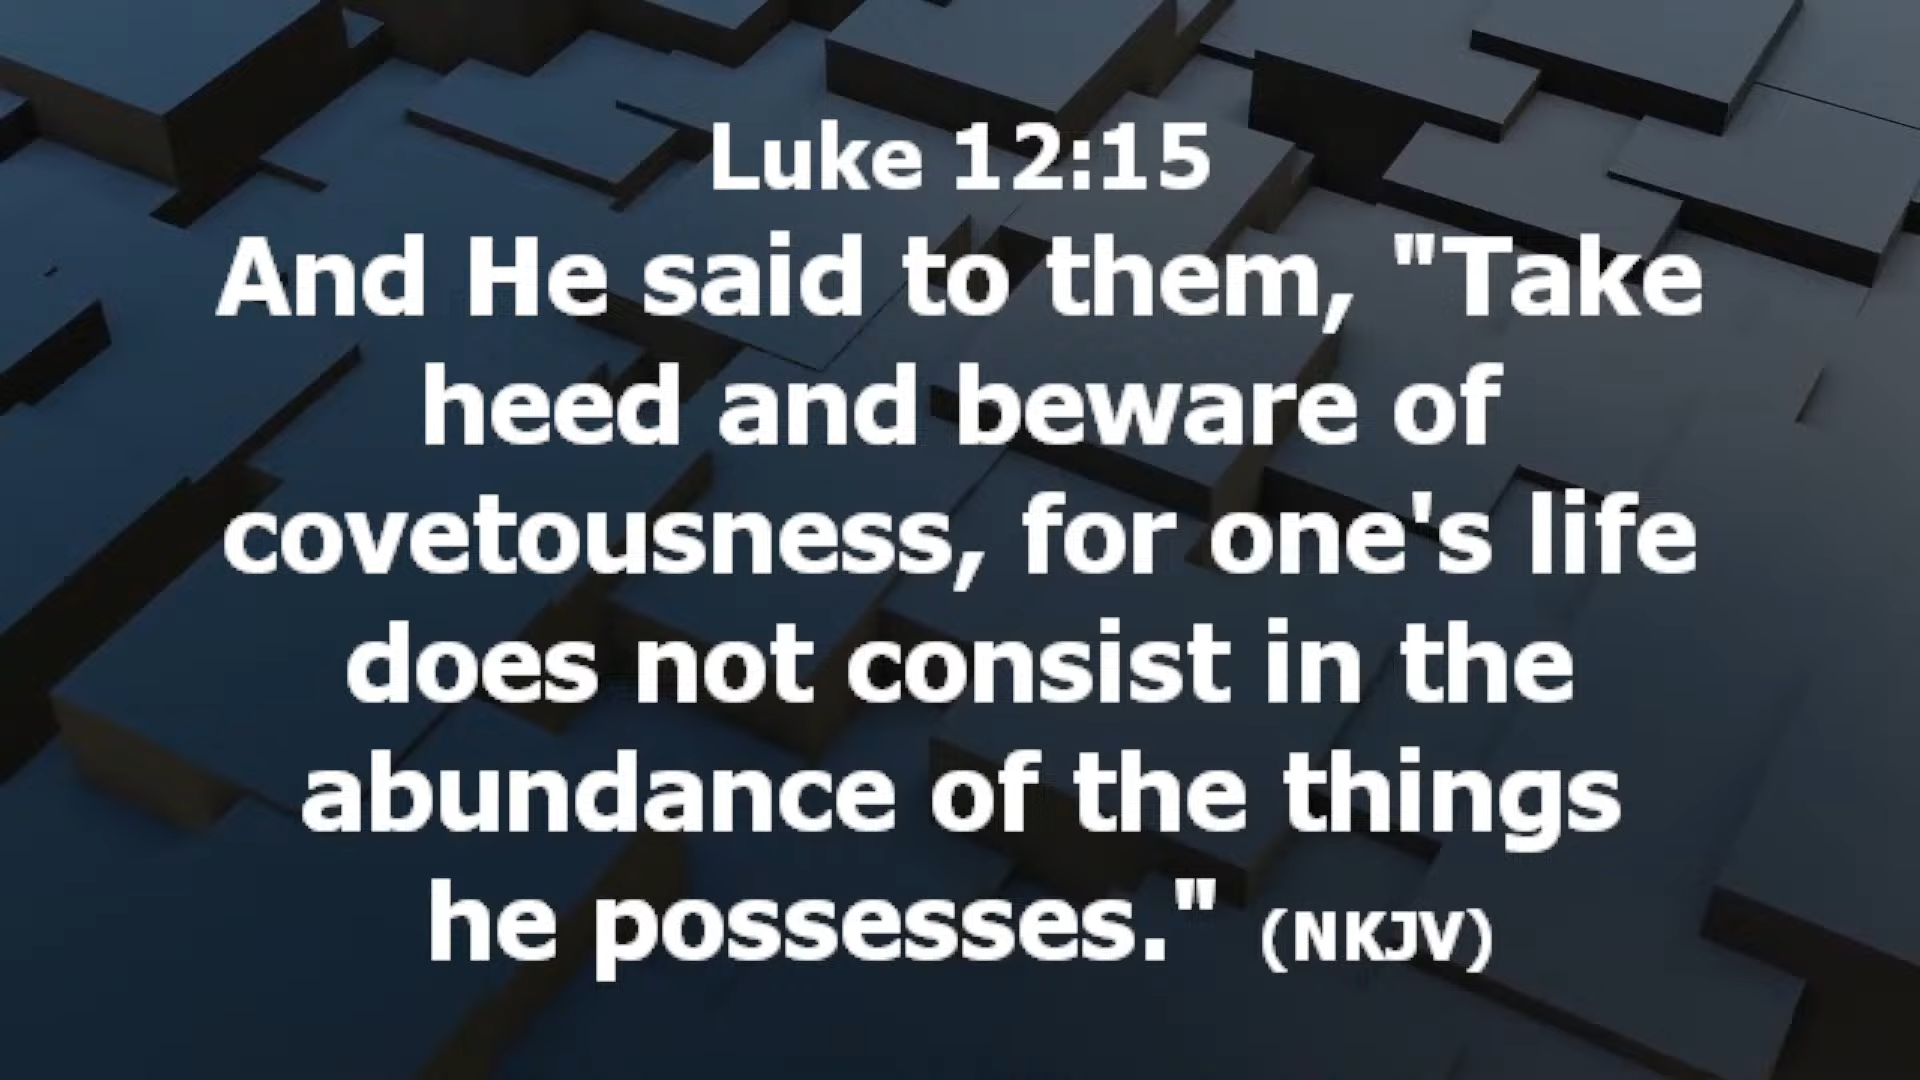 Luke 12:15
And He said to them, "Take
heed and beware of
covetousness, for one's life
does not consist in the
abundance of the things
he possesses." (NKJV)